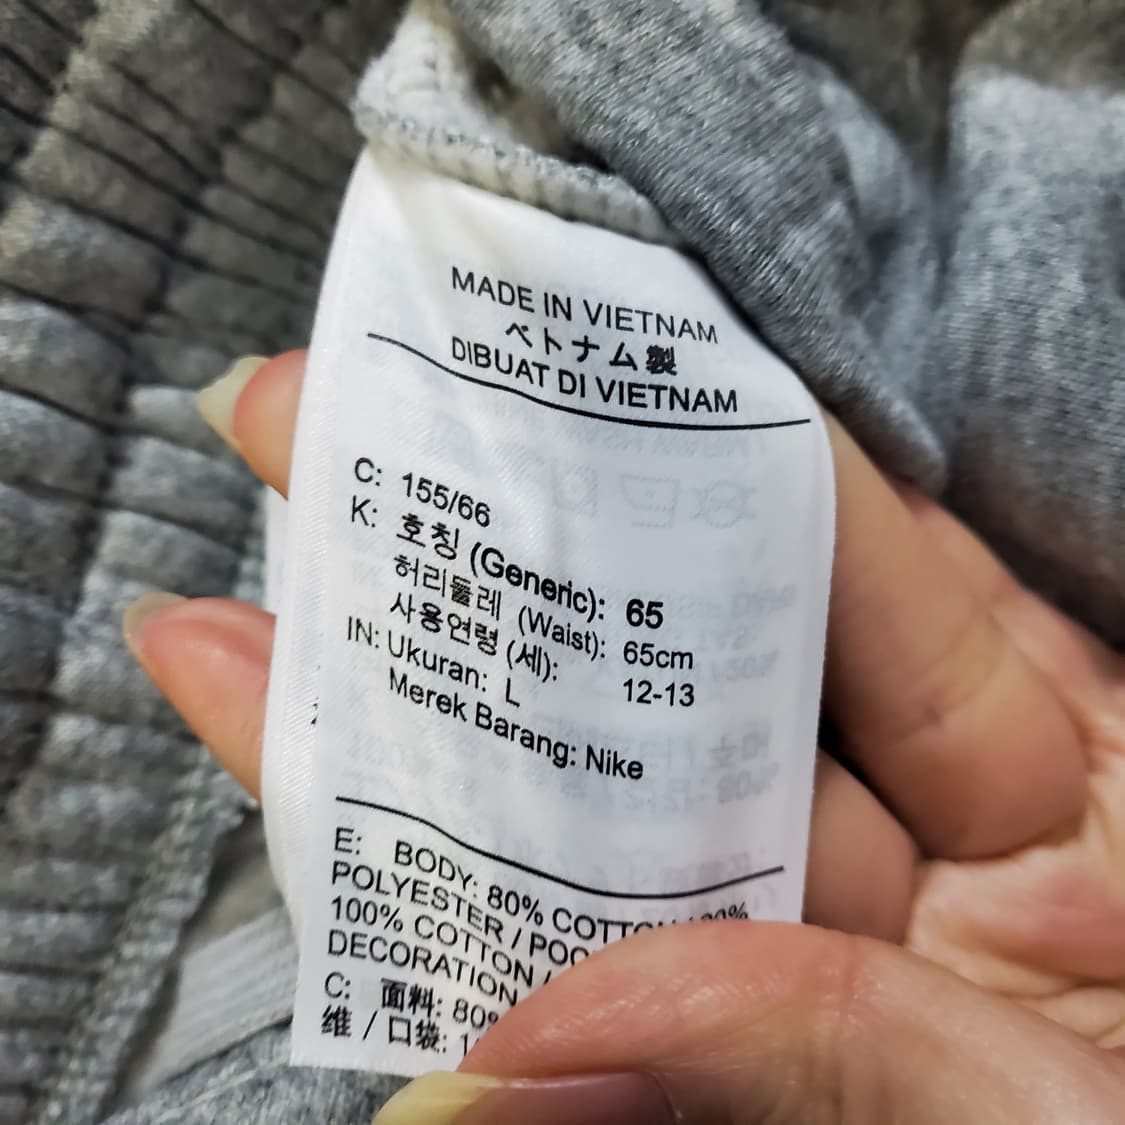 MADE IN VIETNAM
ベトナム製
DIBUAT DI VIETNAM
C: 155/66
K: 호칭 (Generic): 65
허리둘레 (Waist): 65cm
사용연령 (세): 12-13
IN: Ukuran: L
Merek Barang: Nike
E: BODY: 80% COTTON /
POLYESTER /
100% COTTON /
DECORATION
C: 面料: 80%
维 / 口袋: